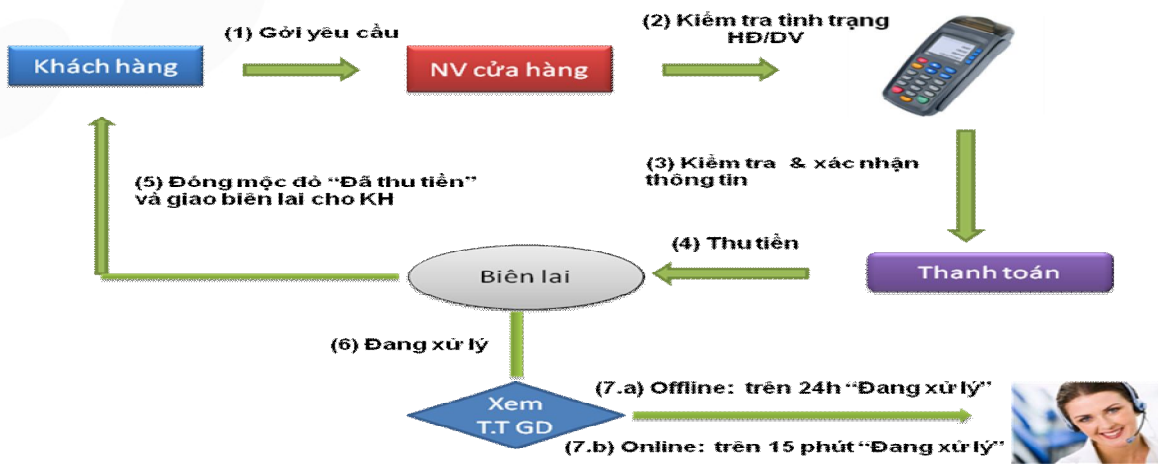 (1) Gởi yêu cầu
(2) Kiểm tra tình trạng
HĐ/DV
Khách hàng
NV cửa hàng
(3) Kiểm tra & xác nhận
thông tin
(5) Đóng mộc đỏ “Đã thu tiền”
và giao biên lai cho KH
(4) Thu tiền
Biên lai
Thanh toán
(6) Đang xử lý
(7.a) Offline: trên 24h “Đang xử lý”
Xem
T.T GD
(7.b) Online: trên 15 phút “Đang xử lý”